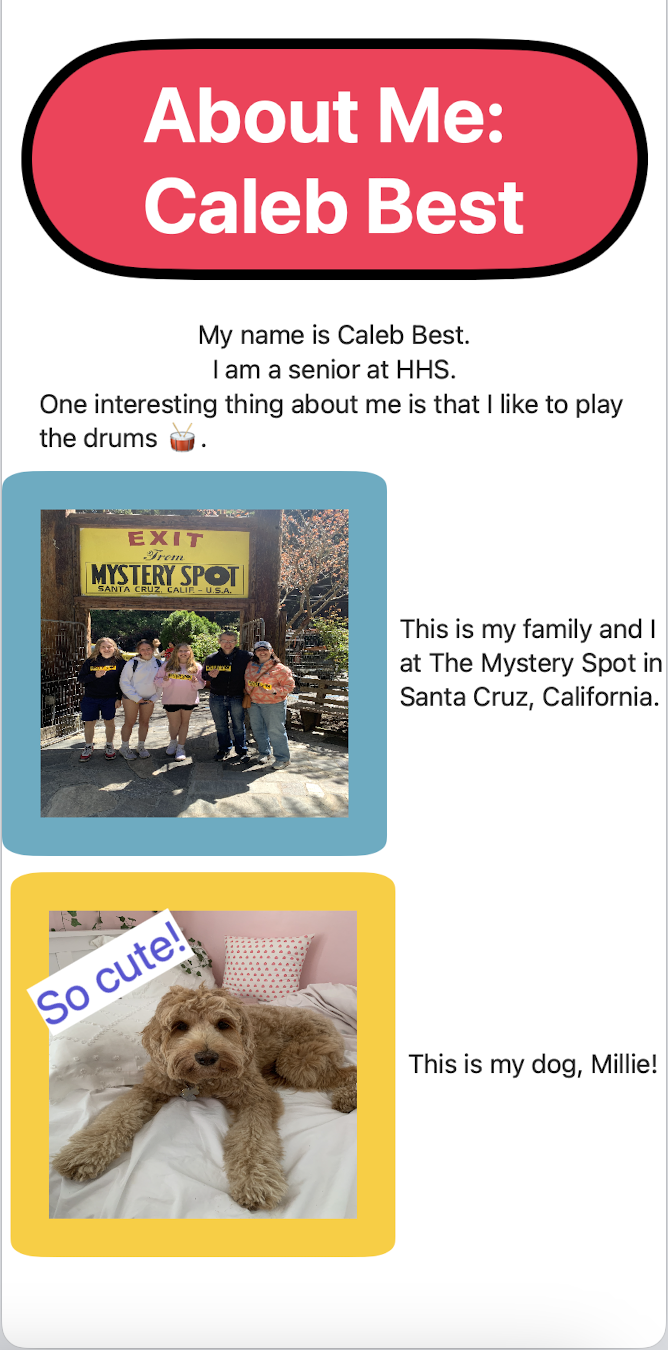 About Me:
Caleb Best
My name is Caleb Best.
I am a senior at HHS.
One interesting thing about me is that I like to play
the drums 🥁 .
EXIT
From
MYSTERY SPOT
SANTA CRUZ, CALIF. - U.S.A.
This is my family and I
at The Mystery Spot in
Santa Cruz, California.
So cute!
This is my dog, Millie!